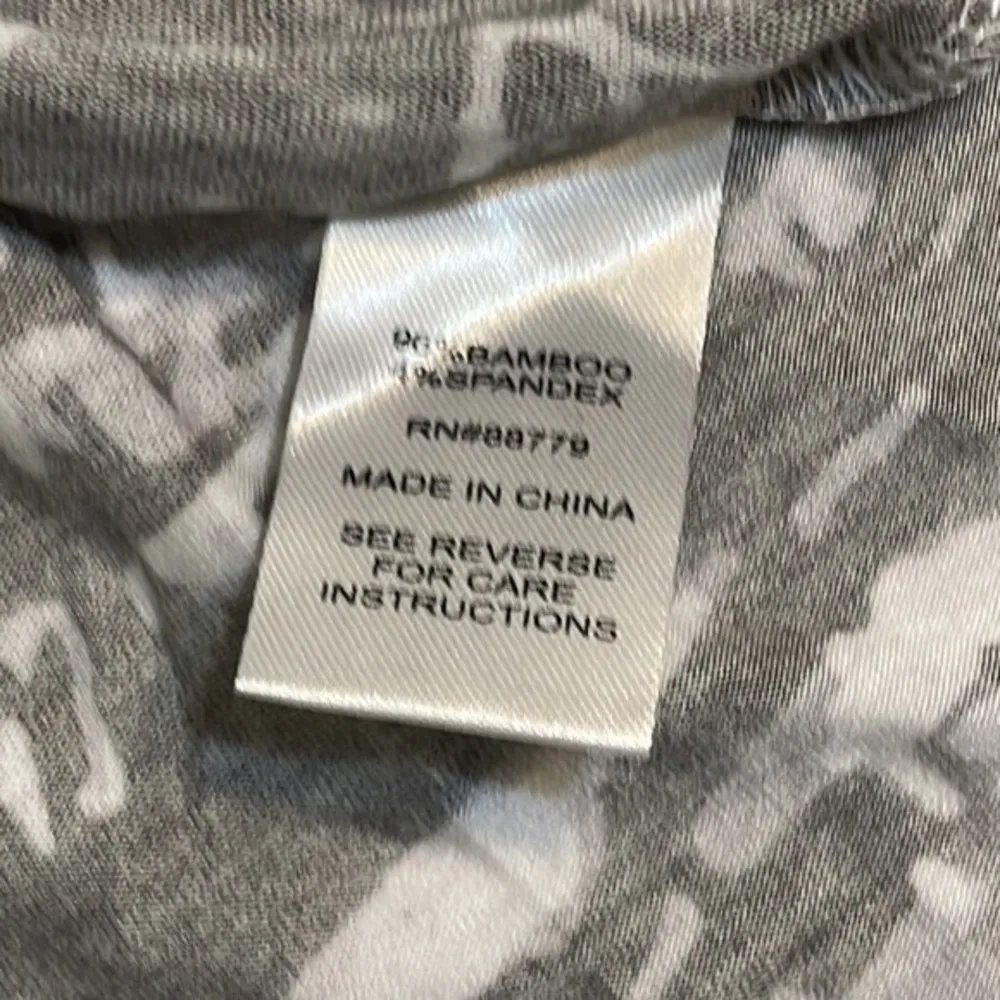 BAMBOO
%SPANDEX
RN#88779
MADE IN CHINA
SEE REVERSE
FOR CARE
INSTRUCTIONS